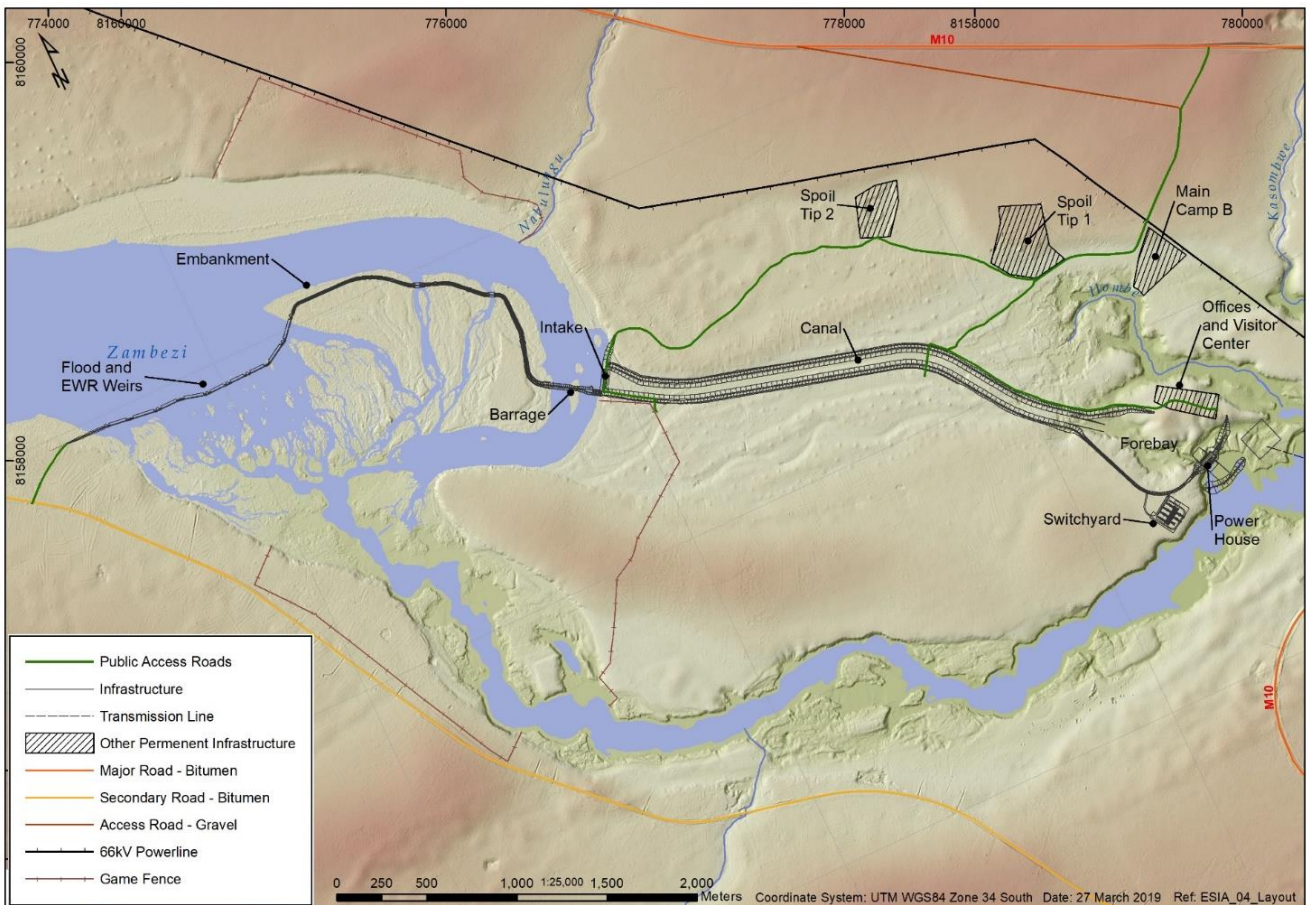 774000
8160000
776000
778000
8158000
780000
8160000
M10
Nabulungu
Kasombwe
Spoil
Tip 2
Spoil
Tip 1
Main
Camp B
Embankment
Hombe
Offices
and Visitor
Center
Intake
Canal
Zambezi
Flood and
EWR Weirs
Barrage
Forebay
8158000
Switchyard
Power
House
M10
Public Access Roads
Infrastructure
Transmission Line
Other Permenent Infrastructure
Major Road - Bitumen
Secondary Road - Bitumen
Access Road - Gravel
66kV Powerline
Game Fence
N
0 250 500 1,000 1:25,000 1,500 2,000
Meters
Coordinate System: UTM WGS84 Zone 34 South Date: 27 March 2019 Ref: ESIA_04_Layout